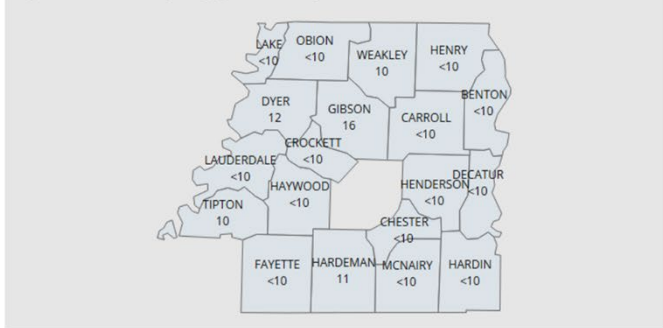 LAKE
<10
OBION
<10
WEAKLEY
10
HENRY
<10
BENTON
<10
DYER
12
GIBSON
16
CARROLL
<10
CROCKETT
<10
LAUDERDALE
<10
HAYWOOD
<10
HENDERSON
<10
DECATUR
<10
TIPTON
10
CHESTER
<10
FAYETTE
<10
HARDEMAN
11
MCNAIRY
<10
HARDIN
<10